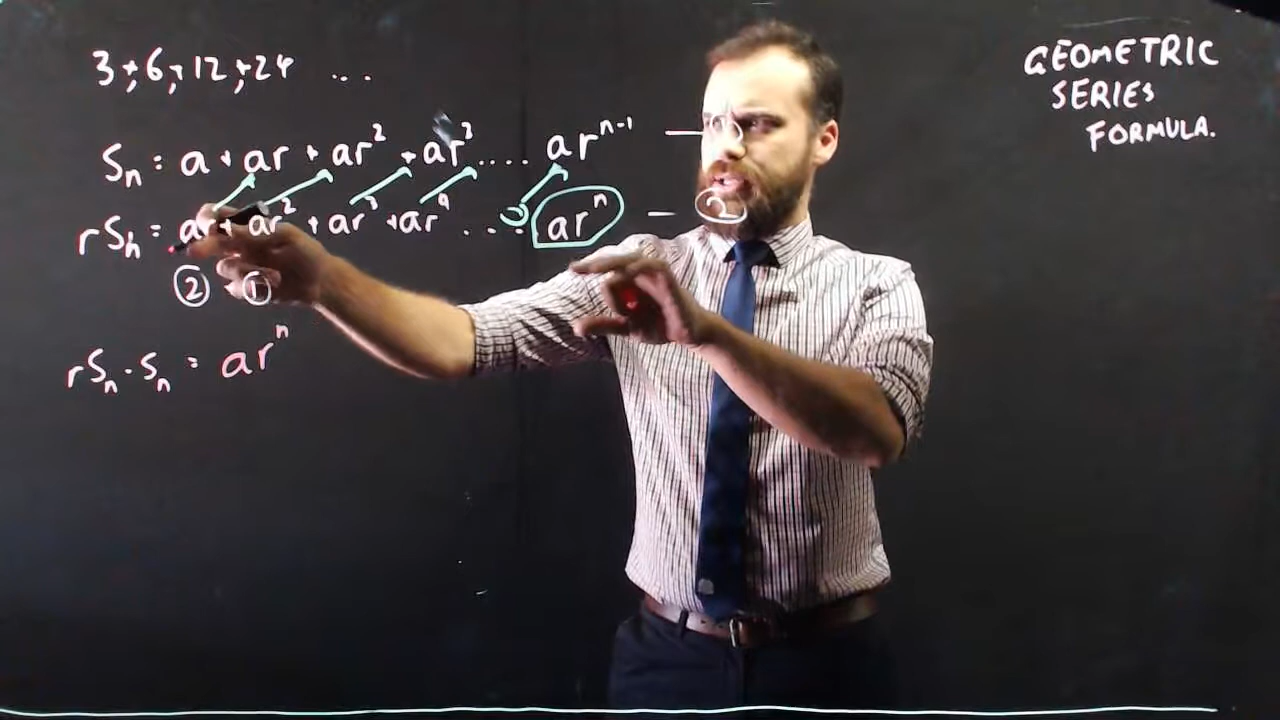 3+6+12+24 ...
GEOMETRIC
SERIES
FORMULA.
Sₙ = a + ar + ar² + ar³ .... arⁿ⁻¹ —
rSₙ = ar + ar² + ar³ + ar⁴ .... arⁿ — ②
② - ①
rSₙ - Sₙ = arⁿ